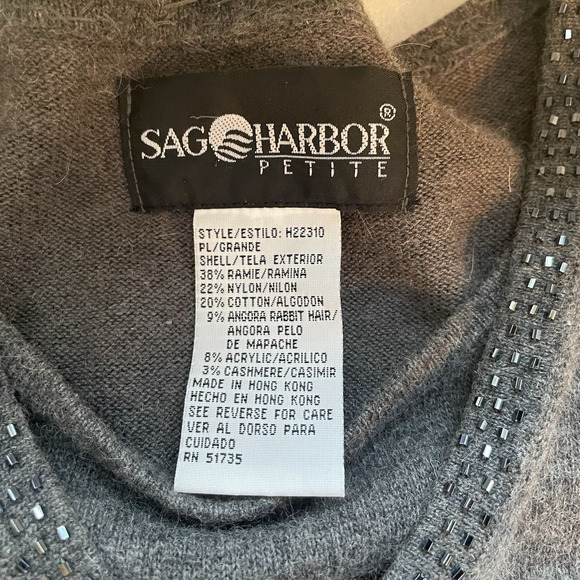 SAG HARBOR ®
PETITE
STYLE/ESTILO: H22310
PL/GRANDE
SHELL/TELA EXTERIOR
38% RAMIE/RAMINA
22% NYLON/NILON
20% COTTON/ALGODON
9% ANGORA RABBIT HAIR/
ANGORA PELO
DE MAPACHE
8% ACRYLIC/ACRILICO
3% CASHMERE/CASIMIR
MADE IN HONG KONG
HECHO EN HONG KONG
SEE REVERSE FOR CARE
VER AL DORSO PARA
CUIDADO
RN 51735